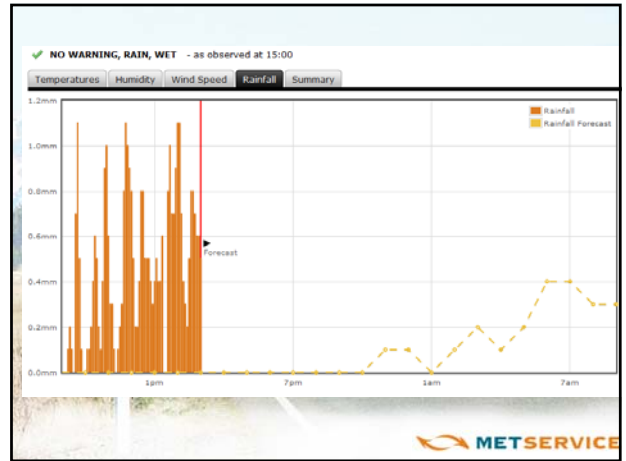 NO WARNING, RAIN, WET - as observed at 15:00
Temperatures Humidity Wind Speed Rainfall Summary
1.2mm
Rainfall
Rainfall Forecast
1.0mm
0.8mm
0.6mm
Forecast
0.4mm
0.2mm
0.0mm
1pm 7pm 1am 7am
METSERVICE